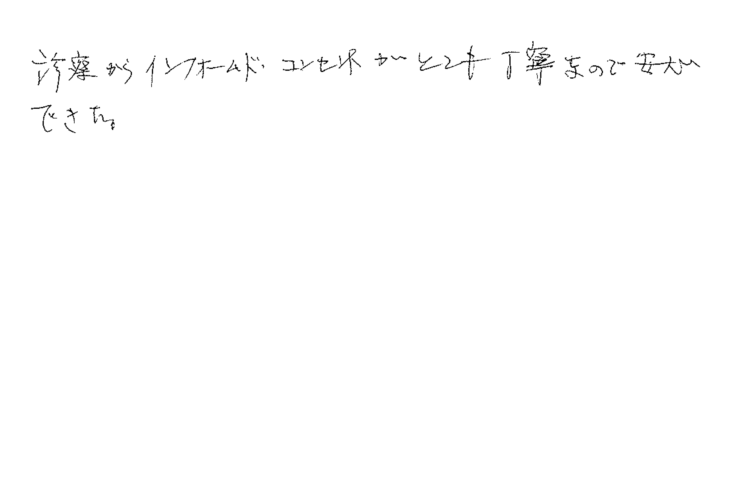 診察からインフォームド・コンセントがとても丁寧なので安心
できた。